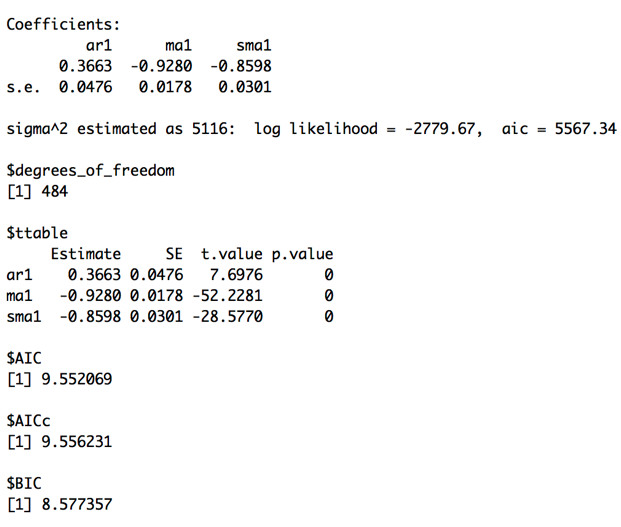 Coefficients:
         ar1      ma1     sma1
      0.3663  -0.9280  -0.8598
s.e.  0.0476   0.0178   0.0301
sigma^2 estimated as 5116:  log likelihood = -2779.67,  aic = 5567.34
$degrees_of_freedom
[1] 484
$ttable
     Estimate     SE  t.value p.value
ar1    0.3663 0.0476   7.6976       0
ma1   -0.9280 0.0178 -52.2281       0
sma1  -0.8598 0.0301 -28.5770       0
$AIC
[1] 9.552069
$AICc
[1] 9.556231
$BIC
[1] 8.577357